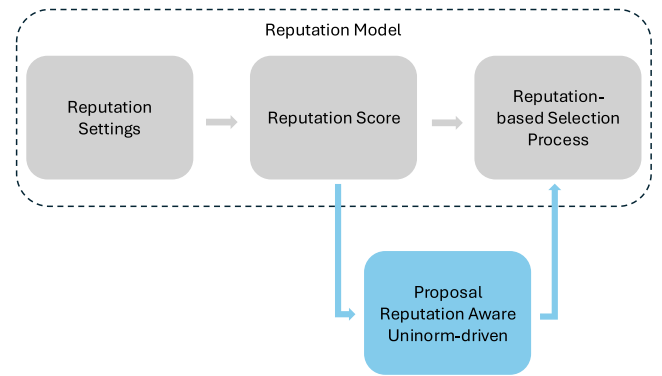 Reputation Model
Reputation
Settings
Reputation Score
Reputation-
based Selection
Process
Proposal
Reputation Aware
Uninorm-driven